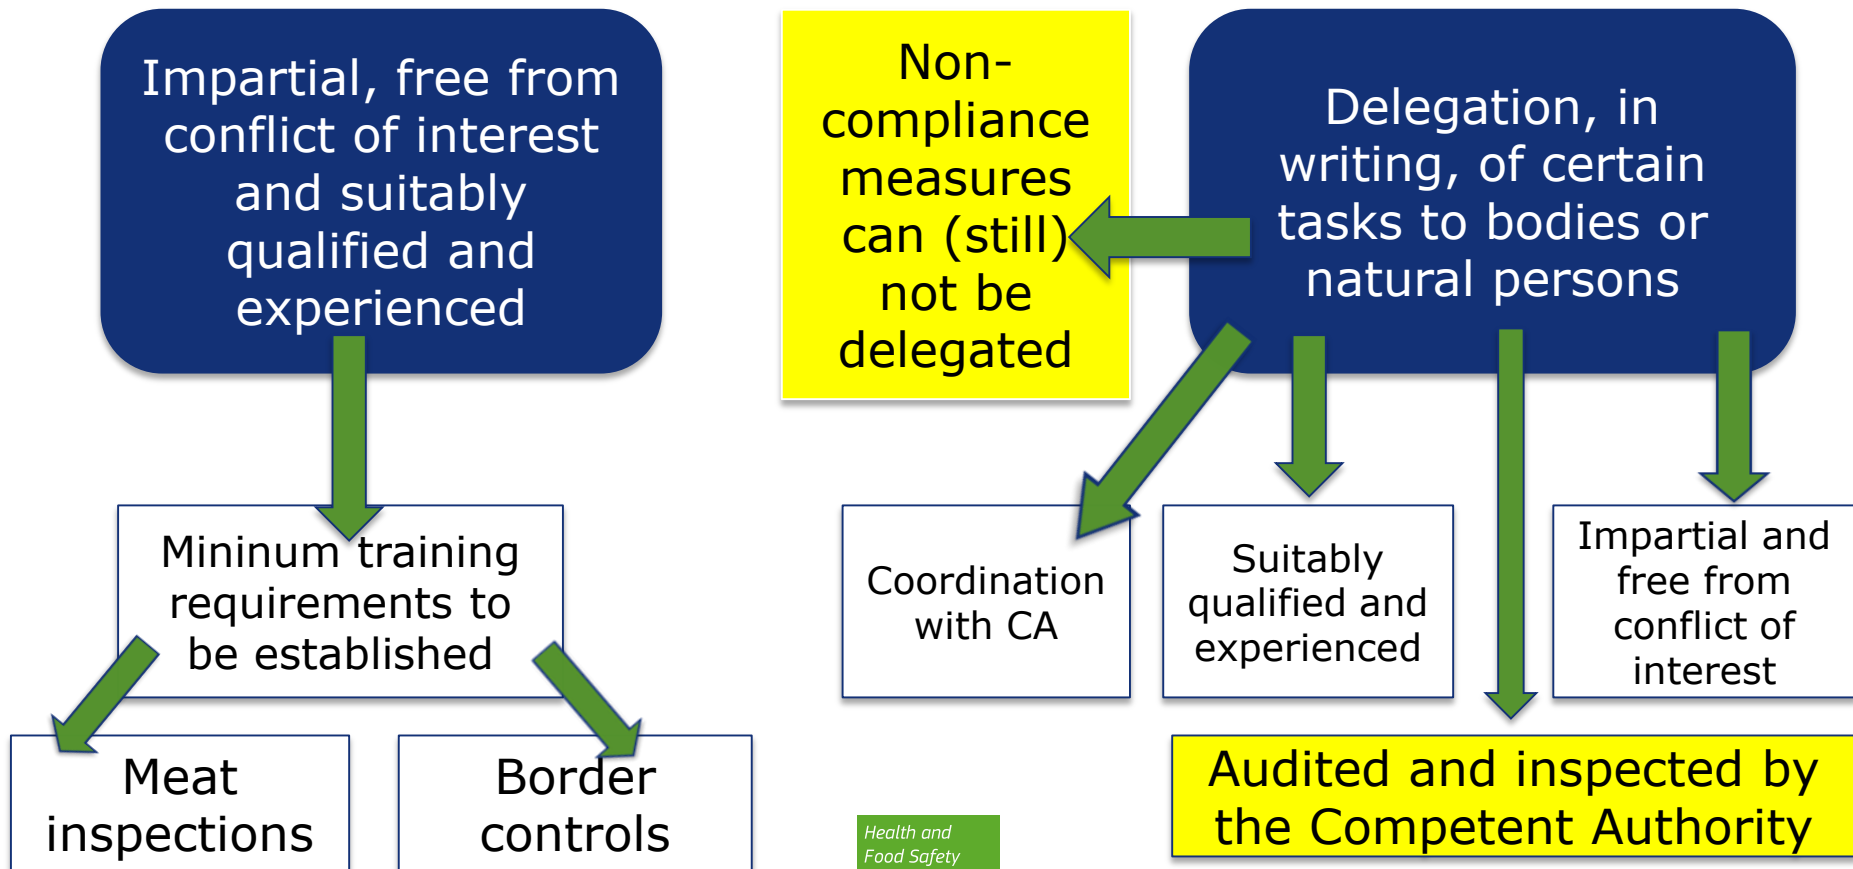 Impartial, free from
conflict of interest
and suitably
qualified and
experienced
Non-
compliance
measures
can (still)
not be
delegated
Delegation, in
writing, of certain
tasks to bodies or
natural persons
Mininum training
requirements to
be established
Coordination
with CA
Suitably
qualified and
experienced
Impartial and
free from
conflict of
interest
Meat
inspections
Border
controls
Audited and inspected by
the Competent Authority
Health and
Food Safety